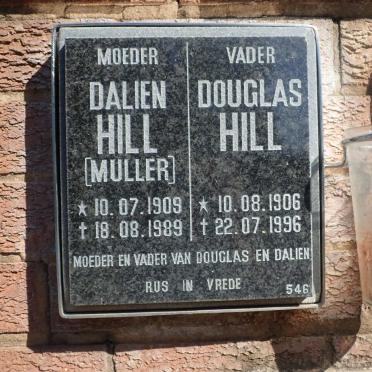 MOEDER
DALIEN
HILL
[MULLER]
* 10.07.1909
† 18.08.1989
VADER
DOUGLAS
HILL
* 10.08.1906
† 22.07.1996
MOEDER EN VADER VAN DOUGLAS EN DALIEN
RUS IN VREDE
546